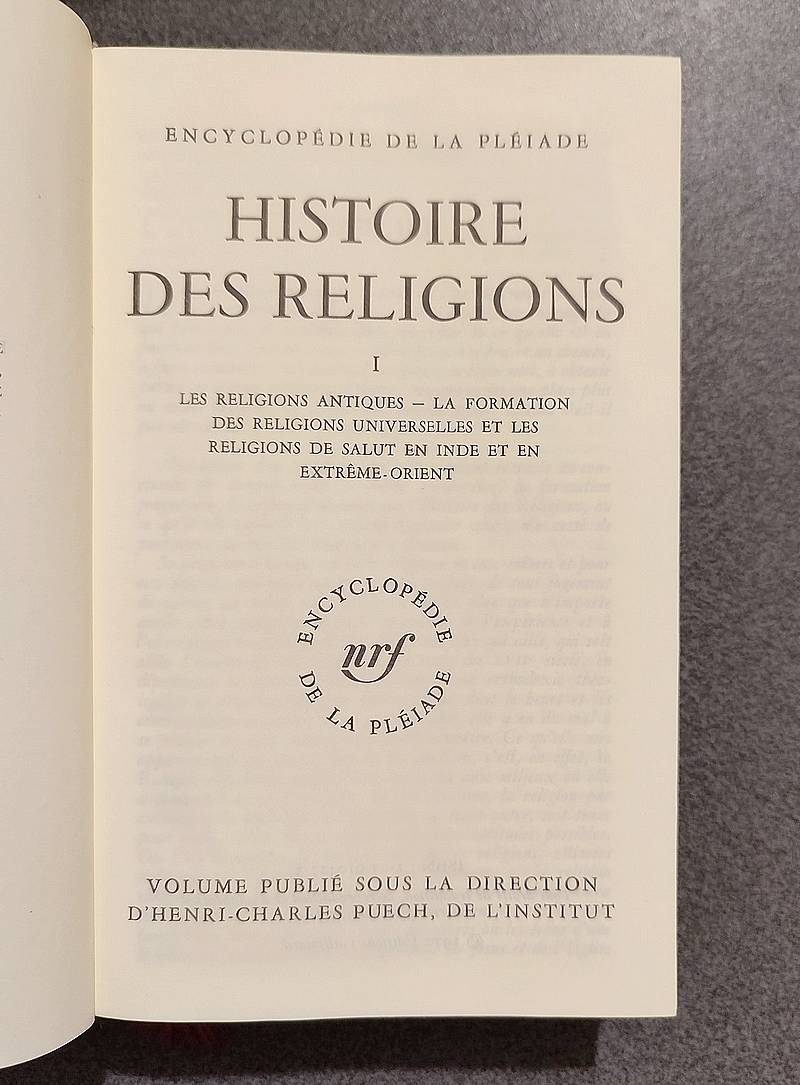 ENCYCLOPÉDIE DE LA PLÉIADE
HISTOIRE
DES RELIGIONS
I
LES RELIGIONS ANTIQUES — LA FORMATION
DES RELIGIONS UNIVERSELLES ET LES
RELIGIONS DE SALUT EN INDE ET EN
EXTRÊME-ORIENT
ENCYCLOPÉDIE
nrf
DE LA PLÉIADE
VOLUME PUBLIÉ SOUS LA DIRECTION
D'HENRI-CHARLES PUECH, DE L'INSTITUT